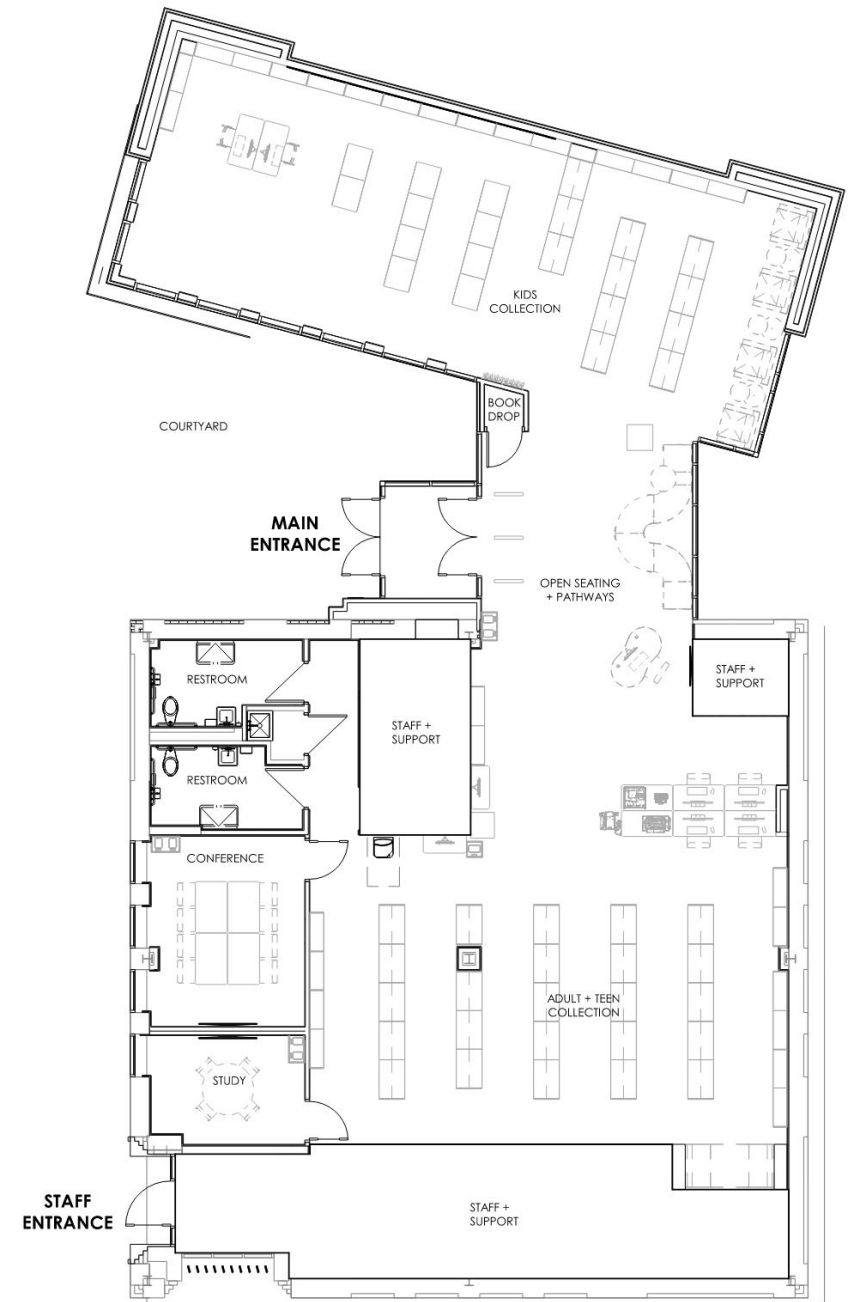 KIDS
COLLECTION
BOOK
DROP
COURTYARD
MAIN
ENTRANCE
OPEN SEATING
+ PATHWAYS
RESTROOM
STAFF +
SUPPORT
STAFF +
SUPPORT
RESTROOM
CONFERENCE
ADULT + TEEN
COLLECTION
STUDY
STAFF
ENTRANCE
STAFF +
SUPPORT